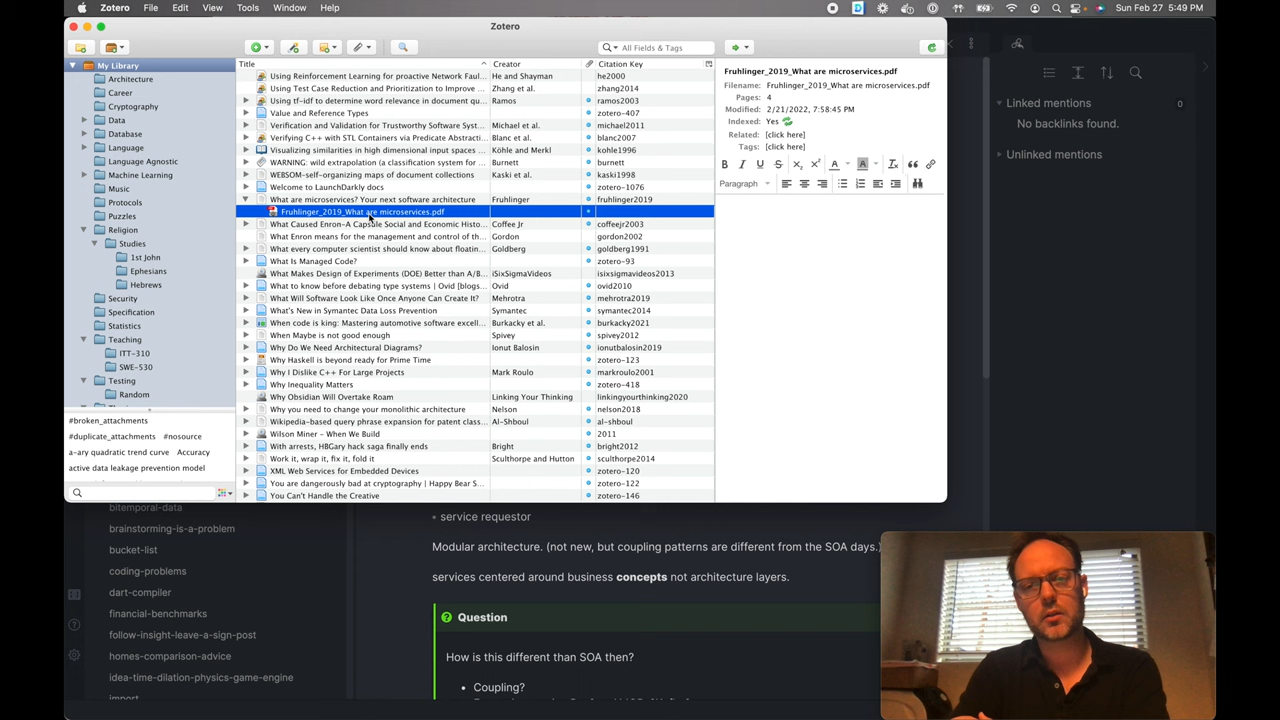 Zotero File Edit View Tools Window Help
Sun Feb 27 5:49 PM
Zotero
All Fields & Tags
My Library
Architecture
Career
Cryptography
Data
Database
Language
Language Agnostic
Machine Learning
Music
Protocols
Puzzles
Religion
Studies
1st John
Ephesians
Hebrews
Security
Specification
Statistics
Teaching
ITT-310
SWE-530
Testing
Random
#broken_attachments
#duplicate_attachments #nosource
a-ary quadratic trend curve Accuracy
active data leakage prevention model
Title Creator Citation Key
Using Reinforcement Learning for proactive Network Faul... He and Shayman he2000
Using Test Case Reduction and Prioritization to Improve ... Zhang et al. zhang2014
Using tf-idf to determine word relevance in document qu... Ramos ramos2003
Value and Reference Types zotero-407
Verification and Validation for Trustworthy Software Syst... Michael et al. michael2011
Verifying C++ with STL Containers via Predicate Abstracti... Blanc et al. blanc2007
Visualizing similarities in high dimensional input spaces ... Köhle and Merkl kohle1996
WARNING: wild extrapolation (a classification system for ... Burnett burnett
WEBSOM-self-organizing maps of document collections Kaski et al. kaski1998
Welcome to LaunchDarkly docs zotero-1076
What are microservices? Your next software architecture Fruhlinger fruhlinger2019
Fruhlinger_2019_What are microservices.pdf
What Caused Enron-A Capsule Social and Economic Histo... Coffee Jr coffeejr2003
What Enron means for the management and control of th... Gordon gordon2002
What every computer scientist should know about floatin... Goldberg goldberg1991
What Is Managed Code? zotero-93
What Makes Design of Experiments (DOE) Better than A/B... iSixSigmaVideos isixsigmavideos2013
What to know before debating type systems | Ovid [blogs... Ovid ovid2010
What Will Software Look Like Once Anyone Can Create It? Mehrotra mehrotra2019
What's New in Symantec Data Loss Prevention Symantec symantec2014
When code is king: Mastering automotive software excell... Burkacky et al. burkacky2021
When Maybe is not good enough Spivey spivey2012
Why Do We Need Architectural Diagrams? Ionut Balosin ionutbalosin2019
Why Haskell is beyond ready for Prime Time zotero-123
Why I Dislike C++ For Large Projects Mark Roulo markroulo2001
Why Inequality Matters zotero-418
Why Obsidian Will Overtake Roam Linking Your Thinking linkingyourthinking2020
Why you need to change your monolithic architecture Nelson nelson2018
Wikipedia-based query phrase expansion for patent class... Al-Shboul al-shboul
Wilson Miner - When We Build 2011
With arrests, HBGary hack saga finally ends Bright bright2012
Work it, wrap it, fix it, fold it Sculthorpe and Hutton sculthorpe2014
XML Web Services for Embedded Devices zotero-120
You are dangerously bad at cryptography | Happy Bear S... zotero-122
You Can't Handle the Creative zotero-146
Fruhlinger_2019_What are microservices.pdf
Filename: Fruhlinger_2019_What are microservices.pdf
Pages: 4
Modified: 2/21/2022, 7:58:45 PM
Indexed: Yes
Related: [click here]
Tags: [click here]
B I U S X₂ X² A A
Paragraph
Linked mentions 0
No backlinks found.
Unlinked mentions
bitemporal-data
brainstorming-is-a-problem
bucket-list
coding-problems
dart-compiler
financial-benchmarks
follow-insight-leave-a-sign-post
homes-comparison-advice
idea-time-dilation-physics-game-engine
import
service requestor
Modular architecture. (not new, but coupling patterns are different from the SOA days.)
services centered around business concepts not architecture layers.
Question
How is this different than SOA then?
Coupling?